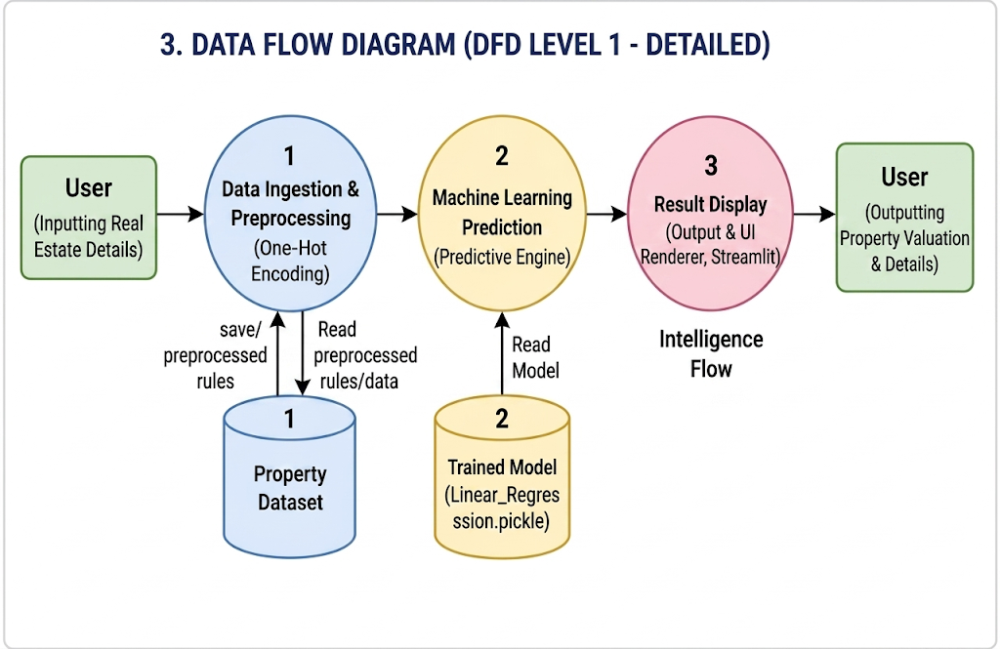 3. DATA FLOW DIAGRAM (DFD LEVEL 1 - DETAILED)
User
(Inputting Real
Estate Details)
1
Data Ingestion &
Preprocessing
(One-Hot
Encoding)
2
Machine Learning
Prediction
(Predictive Engine)
3
Result Display
(Output & UI
Renderer, Streamlit)
User
(Outputting
Property Valuation
& Details)
save/
preprocessed
rules
Read
preprocessed
rules/data
Read
Model
Intelligence
Flow
1
Property
Dataset
2
Trained Model
(Linear_Regres
ssion.pickle)